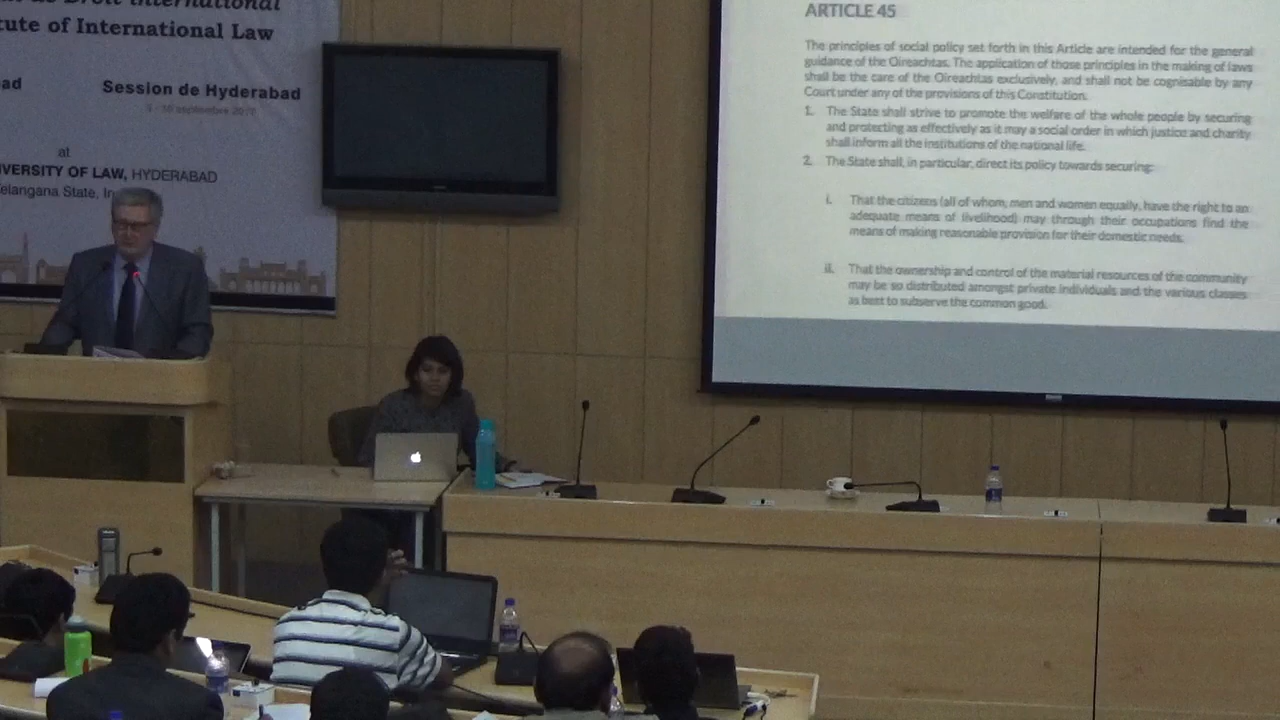 Droit international
tute of International Law
ad
Session de Hyderabad
at
IVERSITY OF LAW, HYDERABAD
elangana State, In
ARTICLE 45
The principles of social policy set forth in this Article are intended for the general
guidance of the Oireachtas. The application of those principles in the making of laws
shall be the care of the Oireachtas exclusively, and shall not be cognisable by any
Court under any of the provisions of this Constitution.
1. The State shall strive to promote the welfare of the whole people by securing
and protecting as effectively as it may a social order in which justice and charity
shall inform all the institutions of the national life.
2. The State shall, in particular, direct its policy towards securing:
i. That the citizens (all of whom, men and women equally, have the right to an
adequate means of livelihood) may through their occupations find the
means of making reasonable provision for their domestic needs.
ii. That the ownership and control of the material resources of the community
may be so distributed amongst private individuals and the various classes
as best to subserve the common good.